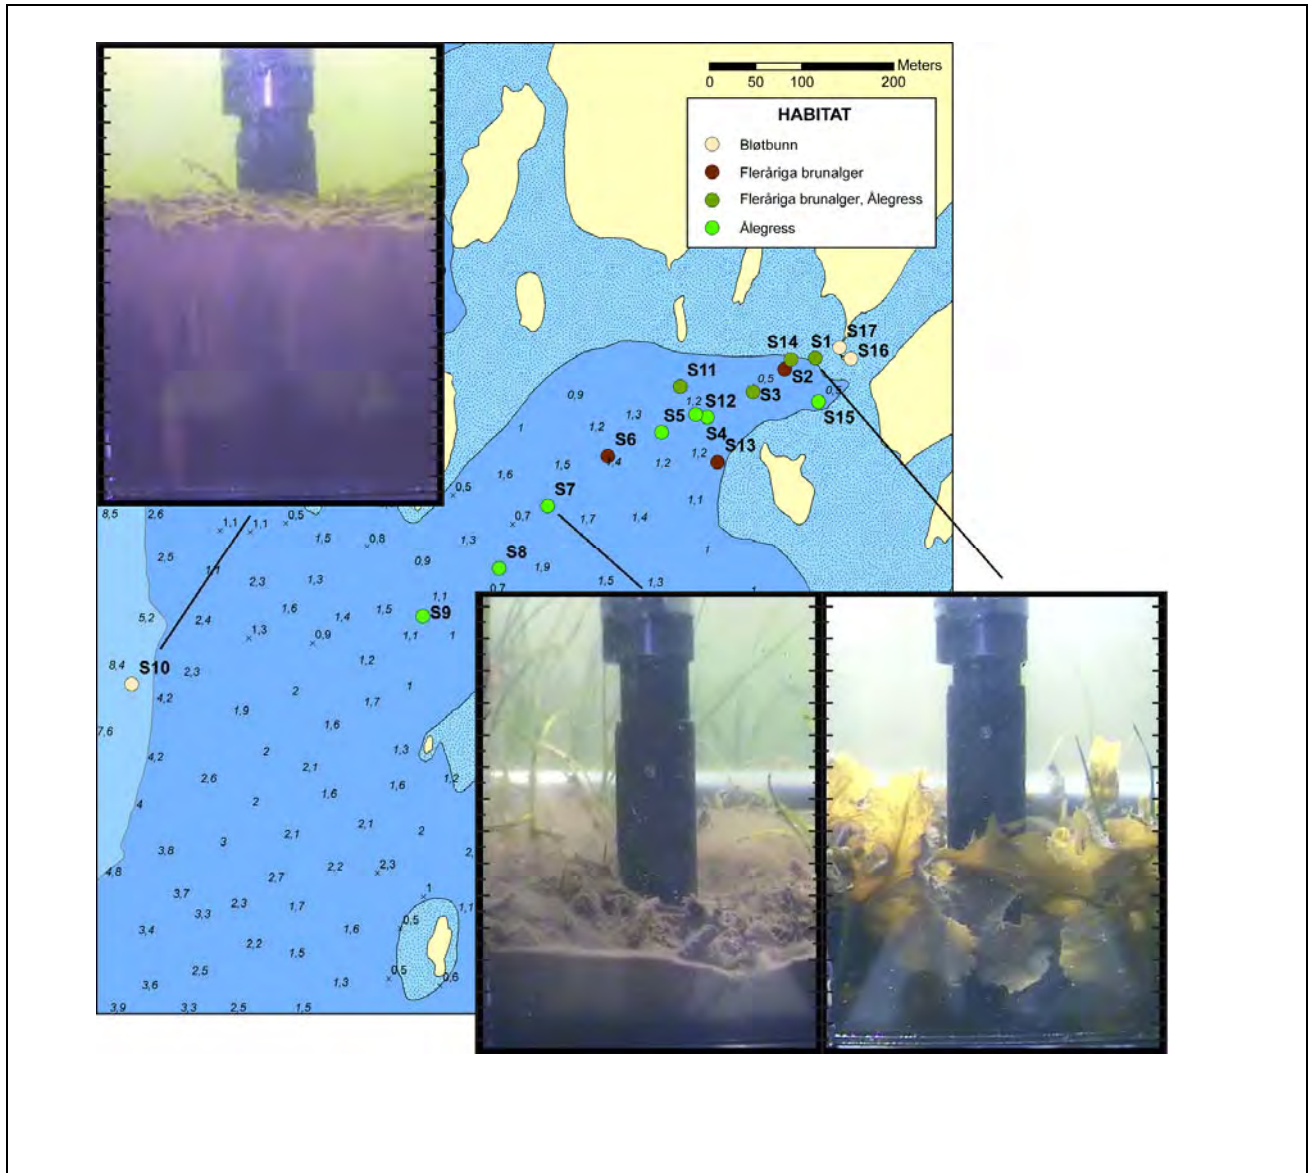 Meters
0 50 100 200
HABITAT
Bløtbunn
Fleråriga brunalger
Fleråriga brunalger, Ålegress
Ålegress
S17
S14 S1
S16
S2
0,5
S11
S3
0,5
0,9
1,2 S12
S15
1,3 S5
1 1,2
S4
S6 S13
1,2
1,5 1,4 1,2
1,6
0,5
S7
1,1
8,5 2,6 1,1 1,1 0,5
0,7 1,7 1,4
1,5 0,8 1,3
2,5 1
S8
1,1 0,9 1,9
2,3 1,3 1,5 1,3 1
0,7
1,6 1,5 1,1
5,2 2,4 1,4 S9
1,3 0,9 1,1 1
8,4 S10 1,2
2,3
4,2 2 1
1,9 1,7
7,6 1,6
4,2 2 1,3
2,1
2,6 1,6 1,6 1,2
4 2
2,1 2,1 2
3,8 3 2,
4,8 2,2 2,3
2,7
3,7 2,3 1,7 1
3,3 1,1
3,4 1,6 0,5
2,2 1,5
2,5
3,6 1,3 0,5 0,6
3,9 3,3 2,5 1,5